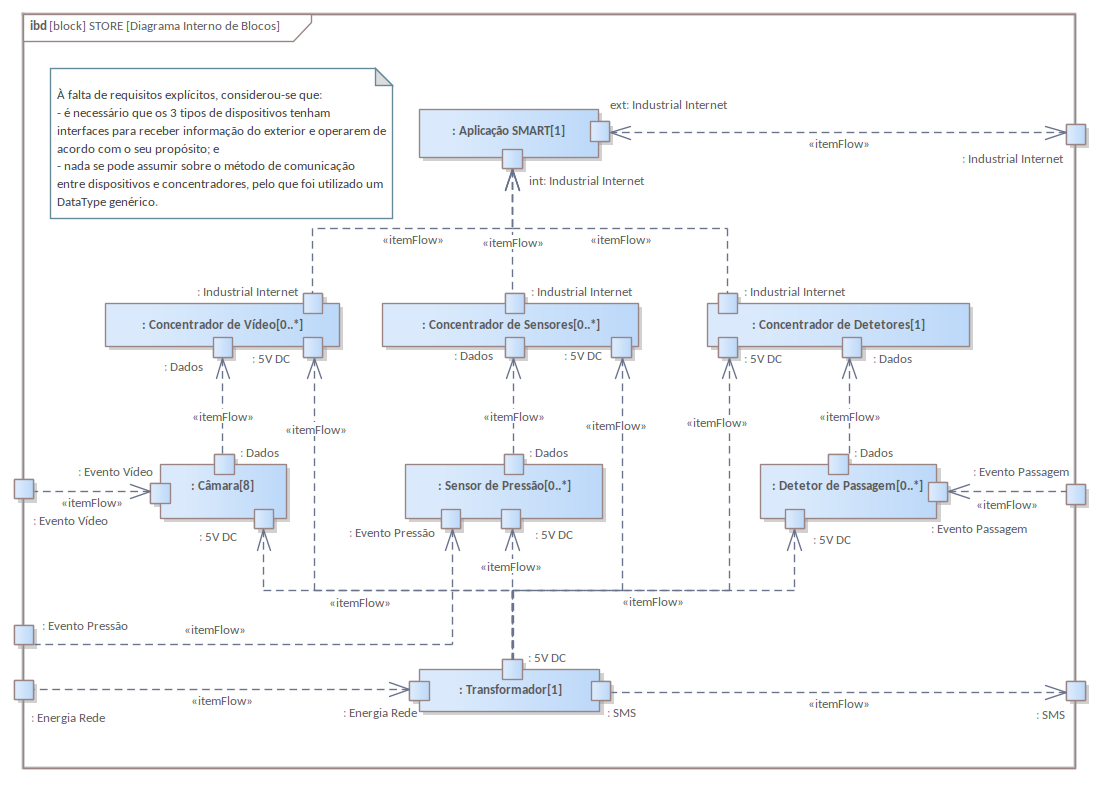 ibd [block] STORE [Diagrama Interno de Blocos]
À falta de requisitos explícitos, considerou-se que:
- é necessário que os 3 tipos de dispositivos tenham
interfaces para receber informação do exterior e operarem de
acordo com o seu propósito; e
- nada se pode assumir sobre o método de comunicação
entre dispositivos e concentradores, pelo que foi utilizado um
DataType genérico.
ext: Industrial Internet
: Aplicação SMART[1]
«itemFlow»
: Industrial Internet
int: Industrial Internet
«itemFlow»
«itemFlow»
«itemFlow»
: Industrial Internet
: Industrial Internet
: Industrial Internet
: Concentrador de Vídeo[0..*]
: Concentrador de Sensores[0..*]
: Concentrador de Detetores[1]
: Dados
: 5V DC
: Dados
: 5V DC
: 5V DC
: Dados
«itemFlow»
«itemFlow»
«itemFlow»
«itemFlow»
«itemFlow»
«itemFlow»
: Dados
: Dados
: Dados
: Evento Vídeo
: Câmara[8]
: Sensor de Pressão[0..*]
: Detetor de Passagem[0..*]
: Evento Passagem
«itemFlow»
«itemFlow»
: Evento Vídeo
: Evento Passagem
: 5V DC
: Evento Pressão
: 5V DC
: 5V DC
«itemFlow»
«itemFlow»
«itemFlow»
: Evento Pressão
«itemFlow»
: 5V DC
: Transformador[1]
«itemFlow»
«itemFlow»
: Energia Rede
: Energia Rede
: SMS
: SMS